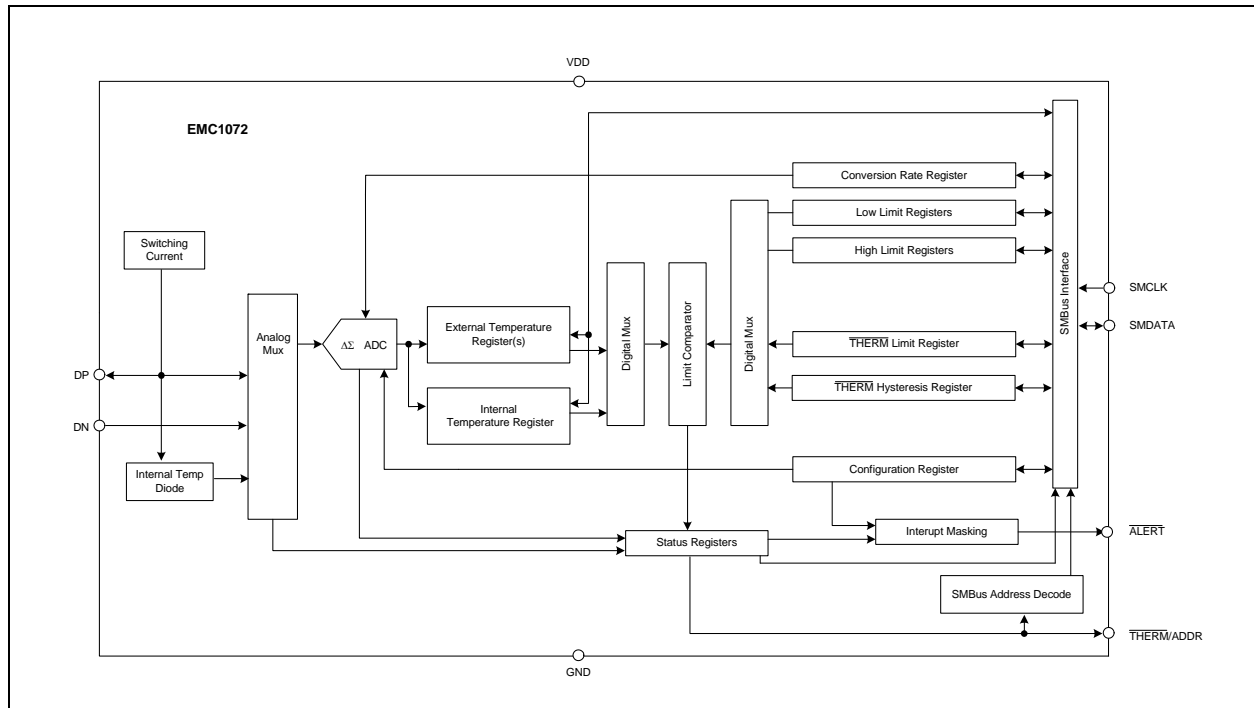 VDD
EMC1072
Conversion Rate Register
Low Limit Registers
High Limit Registers
Switching
Current
SMBus Interface
SMCLK
SMDATA
Analog
Mux
ΔΣ ADC
External Temperature
Register(s)
Digital Mux
Limit Comparator
Digital Mux
THERM Limit Register
THERM Hysteresis Register
DP
DN
Internal
Temperature Register
Internal Temp
Diode
Configuration Register
Status Registers
Interupt Masking
ALERT
SMBus Address Decode
THERM/ADDR
GND